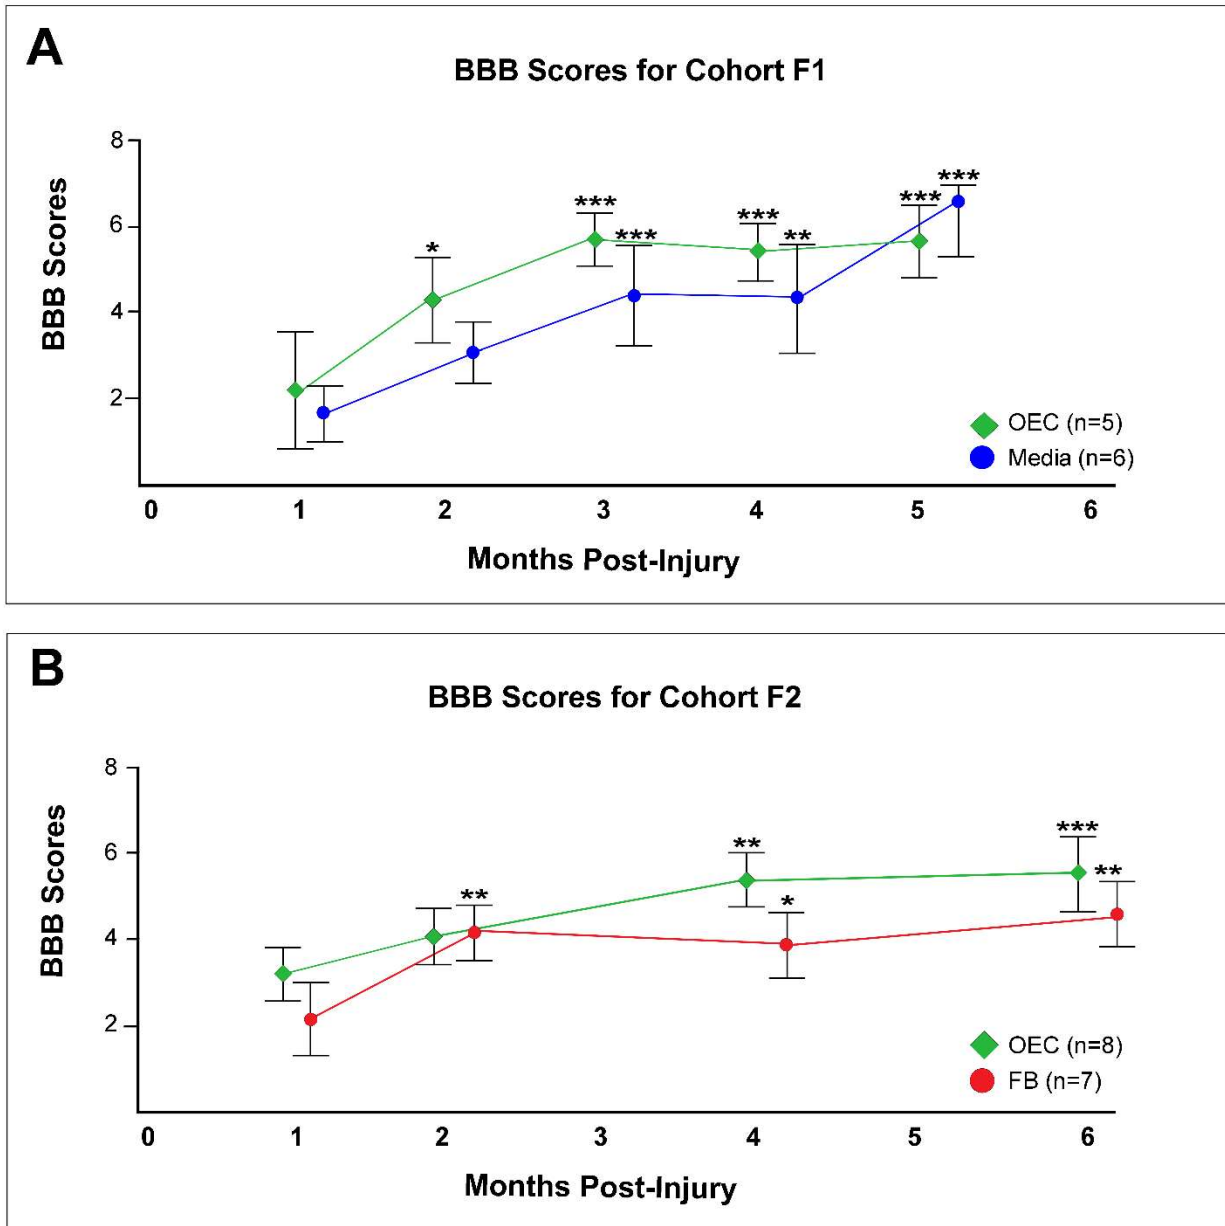 A
BBB Scores for Cohort F1
BBB Scores
8
6
4
2
*
***
***
***
**
***
***
OEC (n=5)
Media (n=6)
0 1 2 3 4 5 6
Months Post-Injury
B
BBB Scores for Cohort F2
BBB Scores
8
6
4
2
**
**
*
***
**
OEC (n=8)
FB (n=7)
0 1 2 3 4 5 6
Months Post-Injury